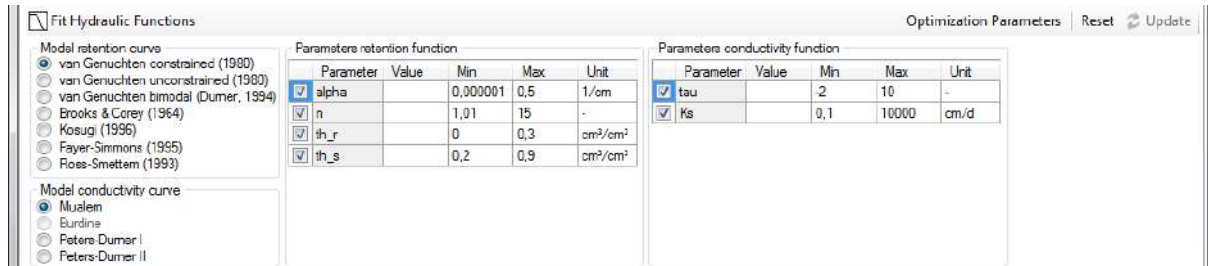 Fit Hydraulic Functions Optimization Parameters Reset Update
Model retention curve
van Genuchten constrained (1980)
van Genuchten unconstrained (1980)
van Genuchten bimodal (Durner, 1994)
Brooks & Corey (1964)
Kosugi (1996)
Fayer-Simmons (1995)
Ross-Smettem (1993)
Model conductivity curve
Mualem
Burdine
Peters-Durner I
Peters-Durner II
Parameters retention function
Parameter Value Min Max Unit
alpha 0,000001 0,5 1/cm
n 1,01 15 -
th_r 0 0,3 cm³/cm³
th_s 0,2 0,9 cm³/cm³
Parameters conductivity function
Parameter Value Min Max Unit
tau -2 10 -
Ks 0,1 10000 cm/d